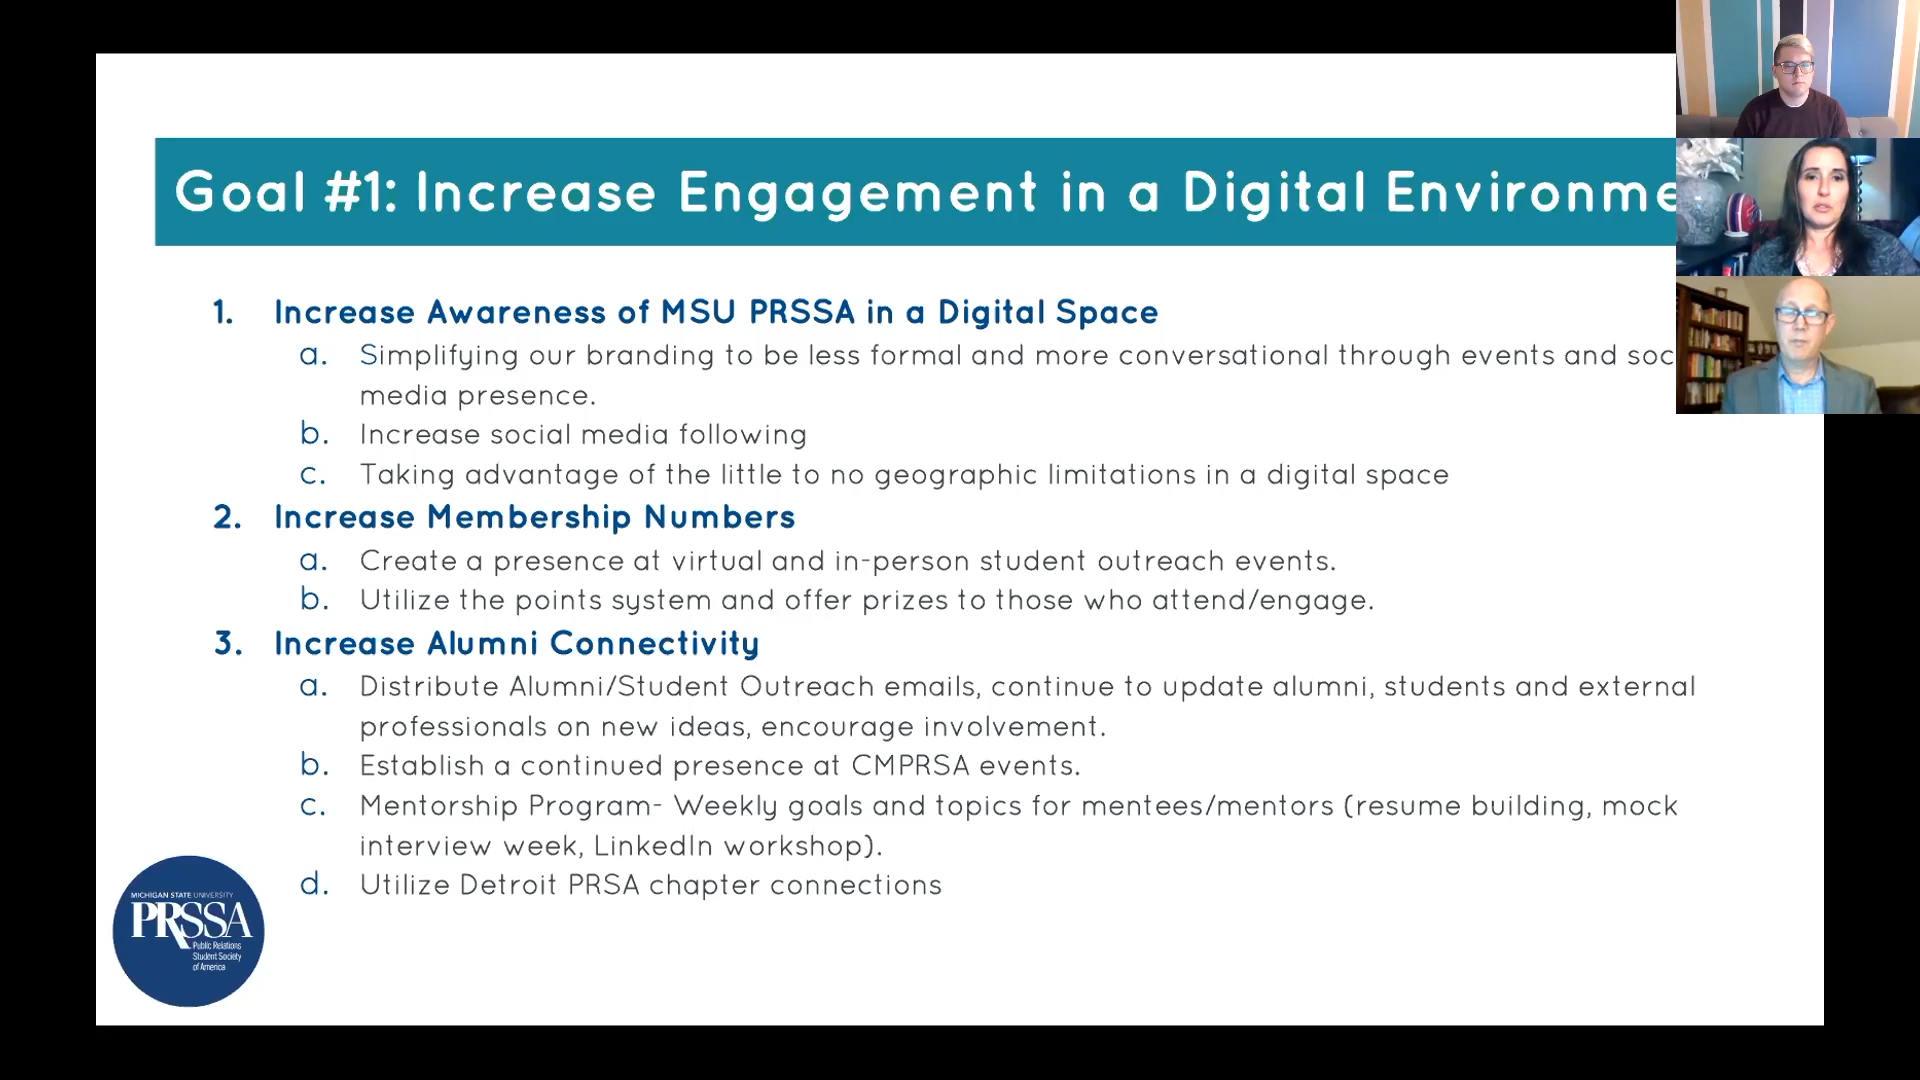 Goal #1: Increase Engagement in a Digital Environme
1. Increase Awareness of MSU PRSSA in a Digital Space
a. Simplifying our branding to be less formal and more conversational through events and soc
media presence.
b. Increase social media following
c. Taking advantage of the little to no geographic limitations in a digital space
2. Increase Membership Numbers
a. Create a presence at virtual and in-person student outreach events.
b. Utilize the points system and offer prizes to those who attend/engage.
3. Increase Alumni Connectivity
a. Distribute Alumni/Student Outreach emails, continue to update alumni, students and external
professionals on new ideas, encourage involvement.
b. Establish a continued presence at CMPRSA events.
c. Mentorship Program- Weekly goals and topics for mentees/mentors (resume building, mock
interview week, LinkedIn workshop).
d. Utilize Detroit PRSA chapter connections
MICHIGAN STATE UNIVERSITY
PRSSA
Public Relations
Student Society
of America